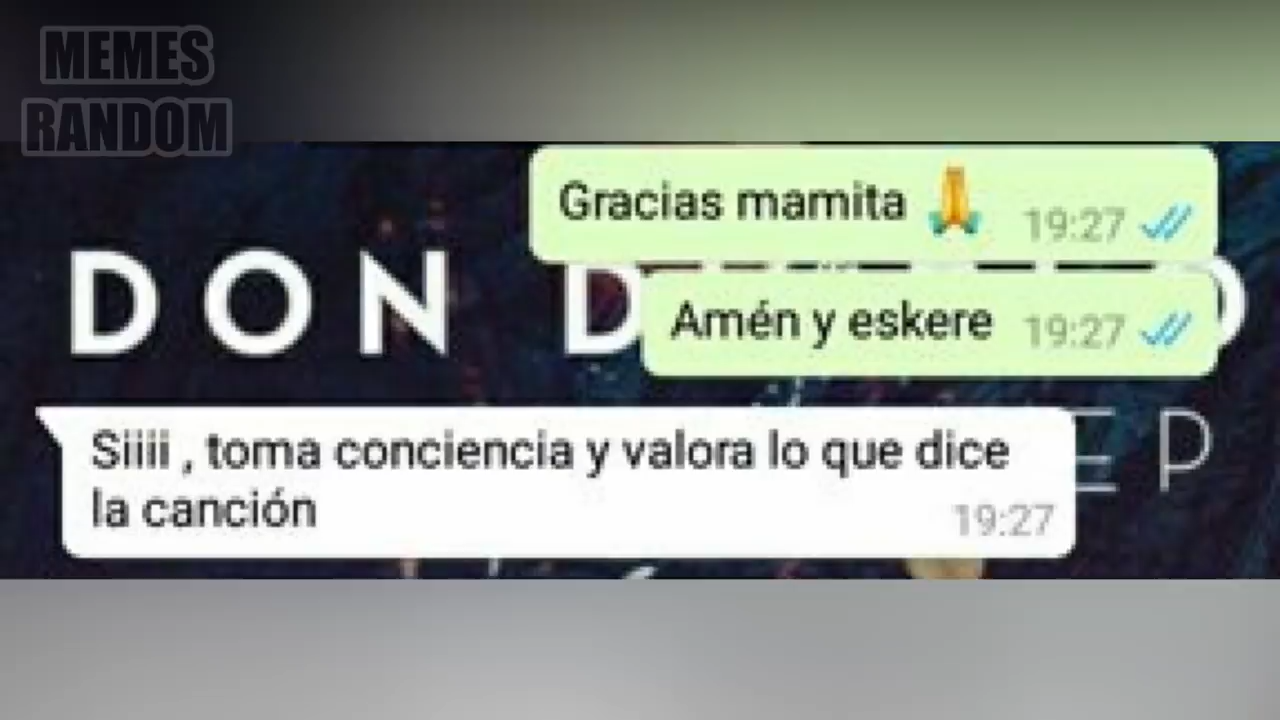 MEMES
RANDOM
Gracias mamita 🙏
19:27
DON D
Amén y eskere
19:27
Siiii , toma conciencia y valora lo que dice
la canción
19:27
EP